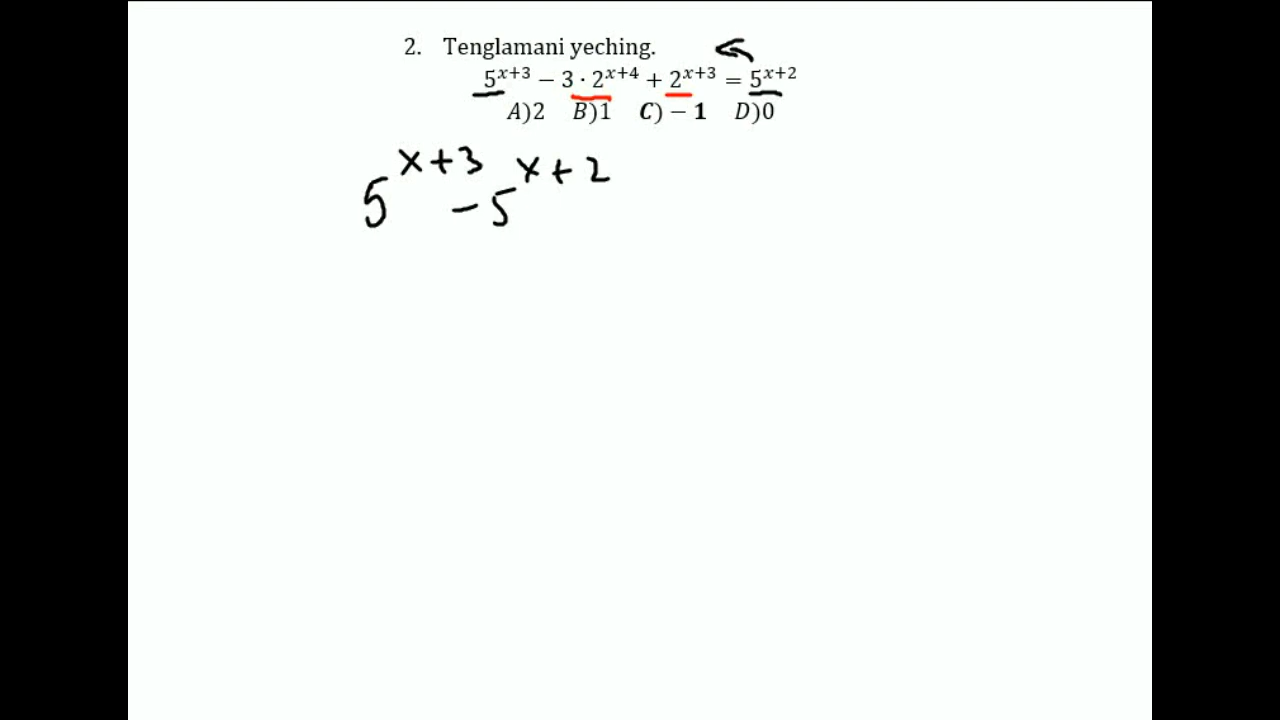 2. Tenglamani yeching.
5^{x+3} − 3 · 2^{x+4} + 2^{x+3} = 5^{x+2}
A)2 B)1 C) − 1 D)0
5^{x+3} − 5^{x+2}